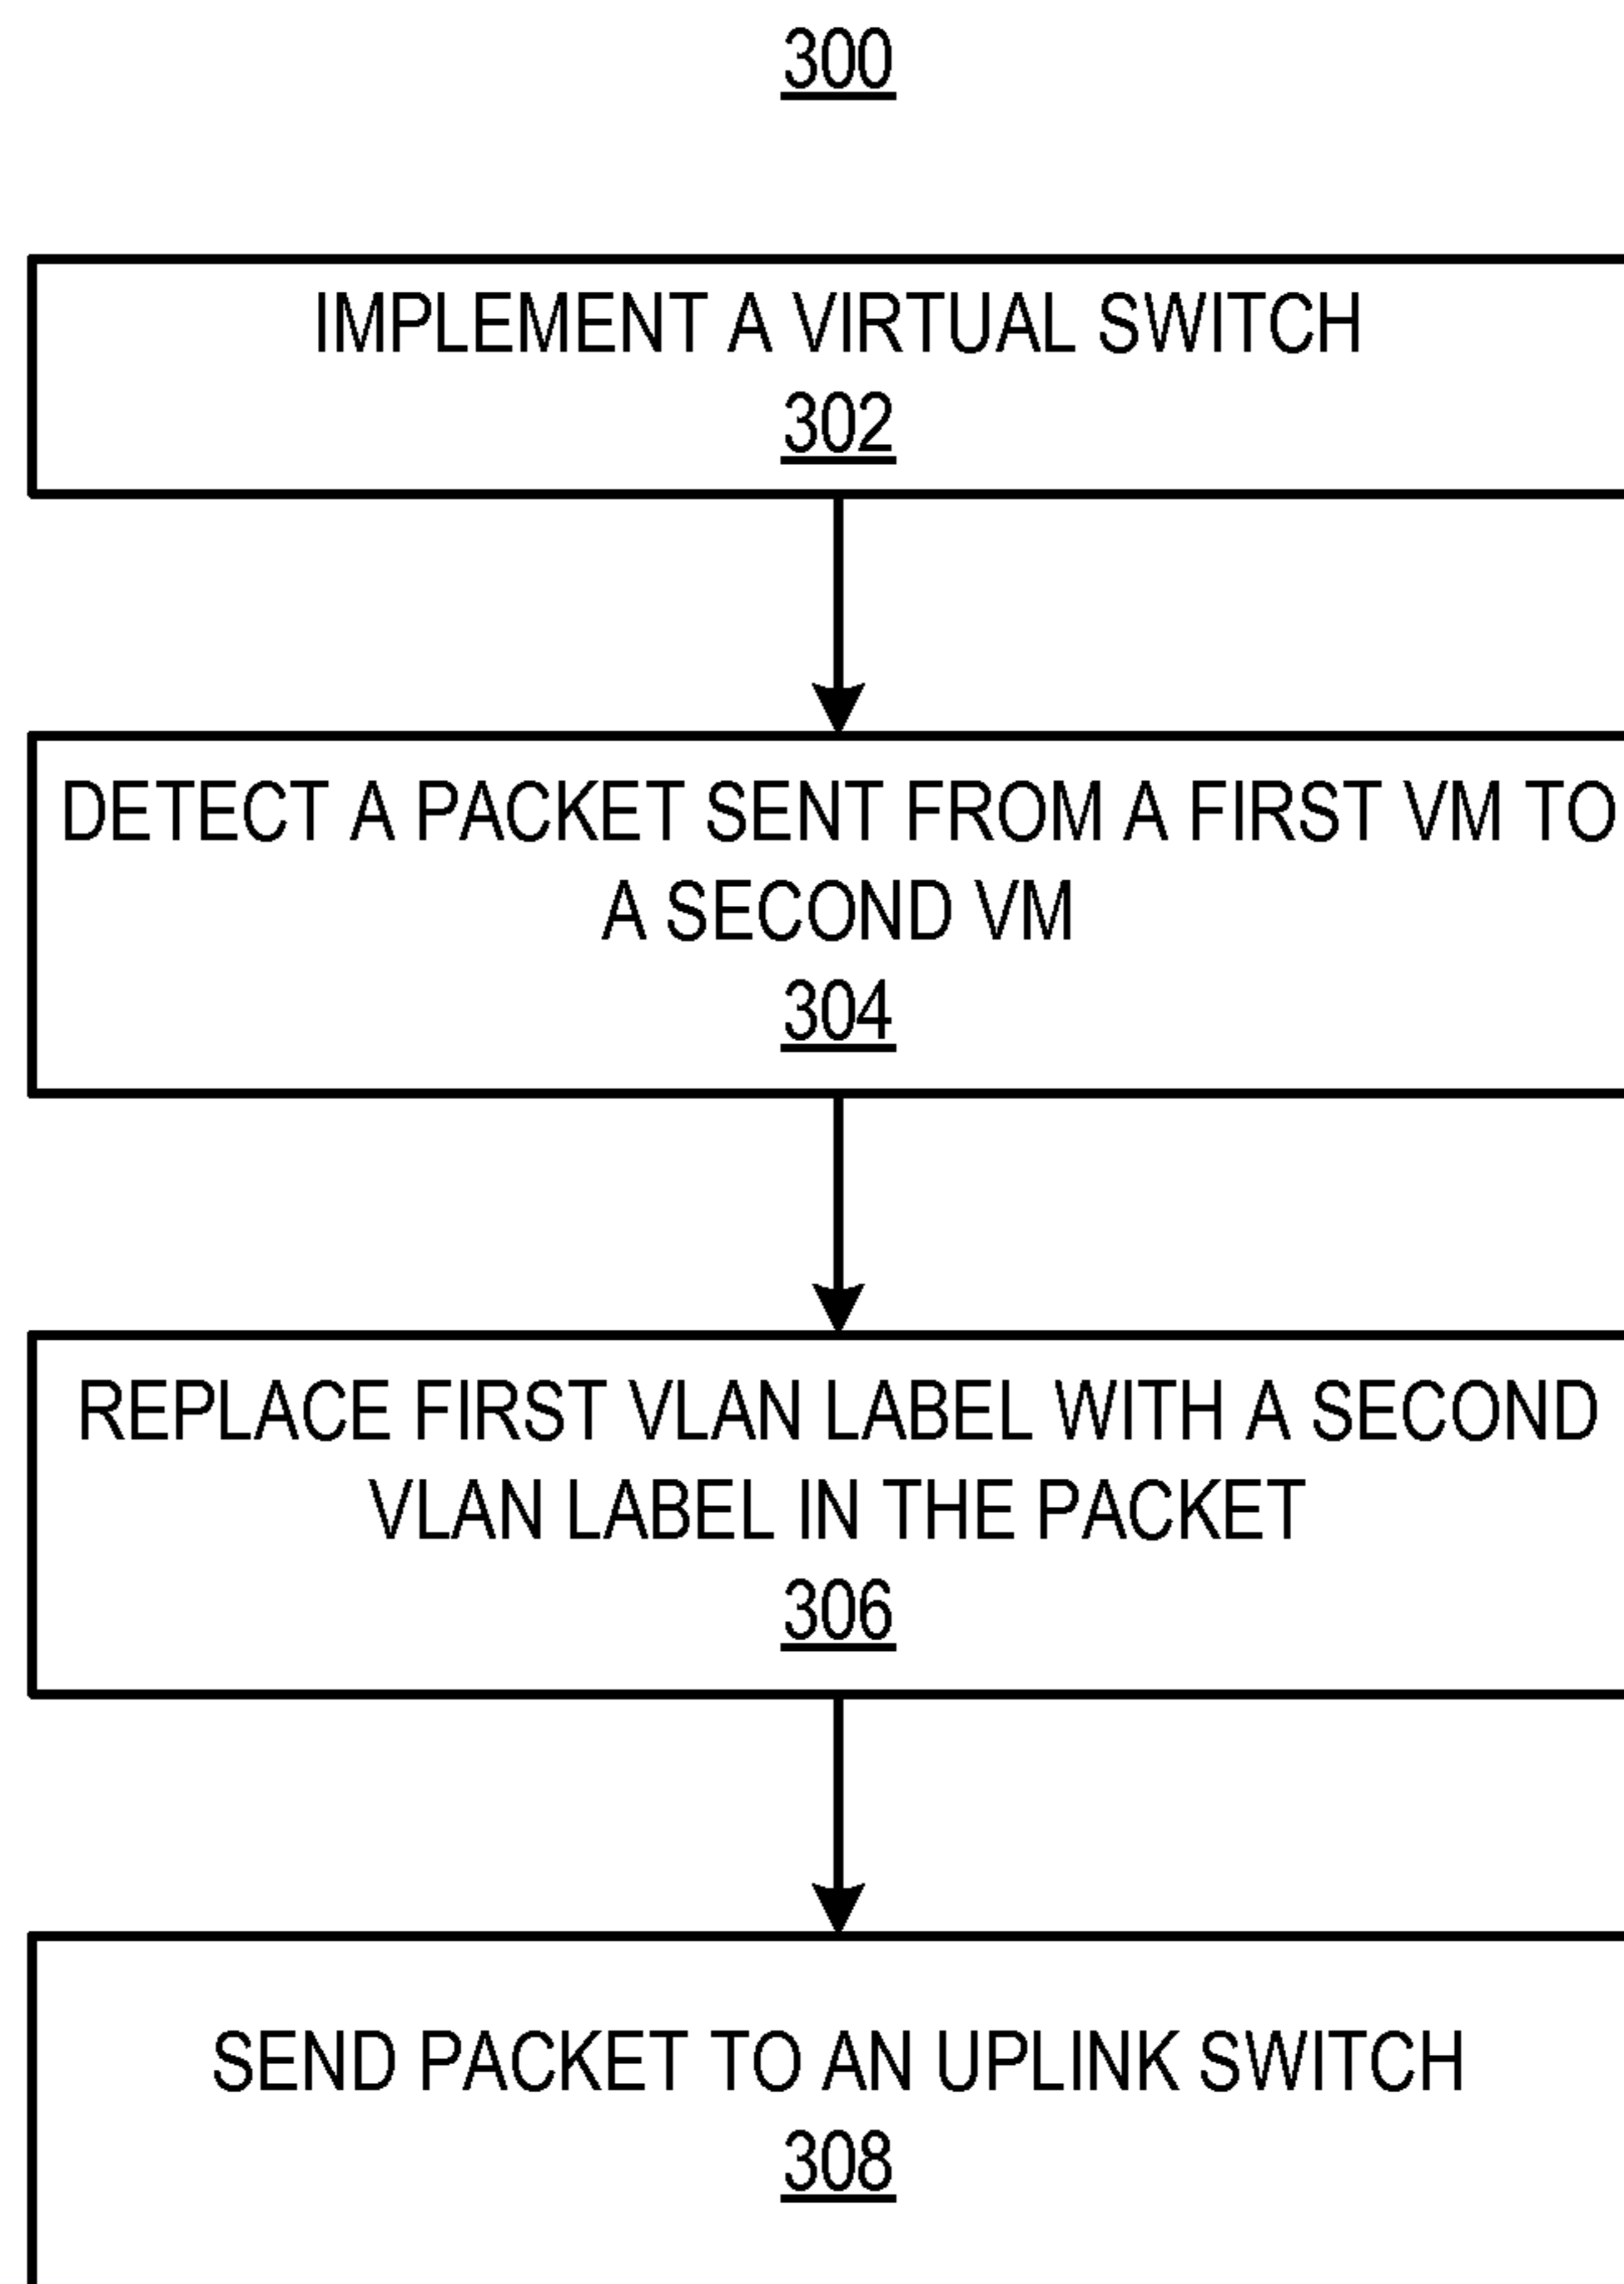 300
IMPLEMENT A VIRTUAL SWITCH
302
DETECT A PACKET SENT FROM A FIRST VM TO
A SECOND VM
304
REPLACE FIRST VLAN LABEL WITH A SECOND
VLAN LABEL IN THE PACKET
306
SEND PACKET TO AN UPLINK SWITCH
308